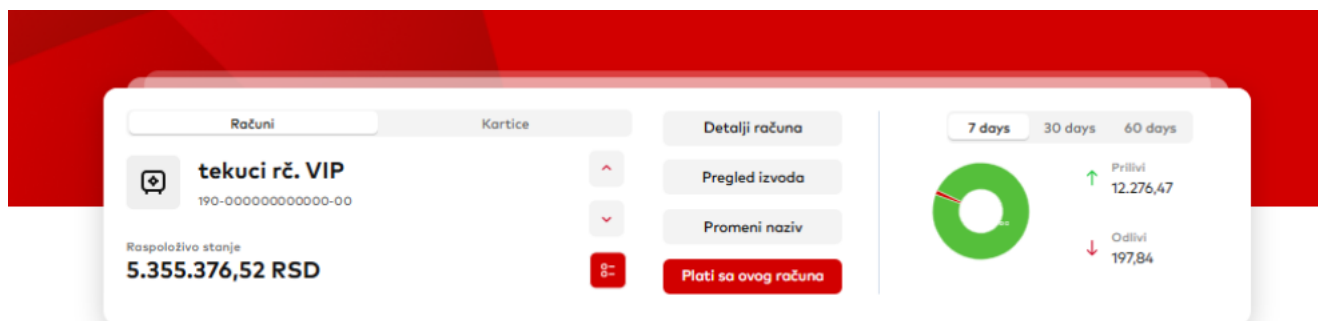 Računi
Kartice
tekuci rč. VIP
190-000000000000-00
Raspoloživo stanje
5.355.376,52 RSD
Detalji računa
Pregled izvoda
Promeni naziv
Plati sa ovog računa
7 days
30 days
60 days
Prilivi
12.276,47
Odlivi
197,84